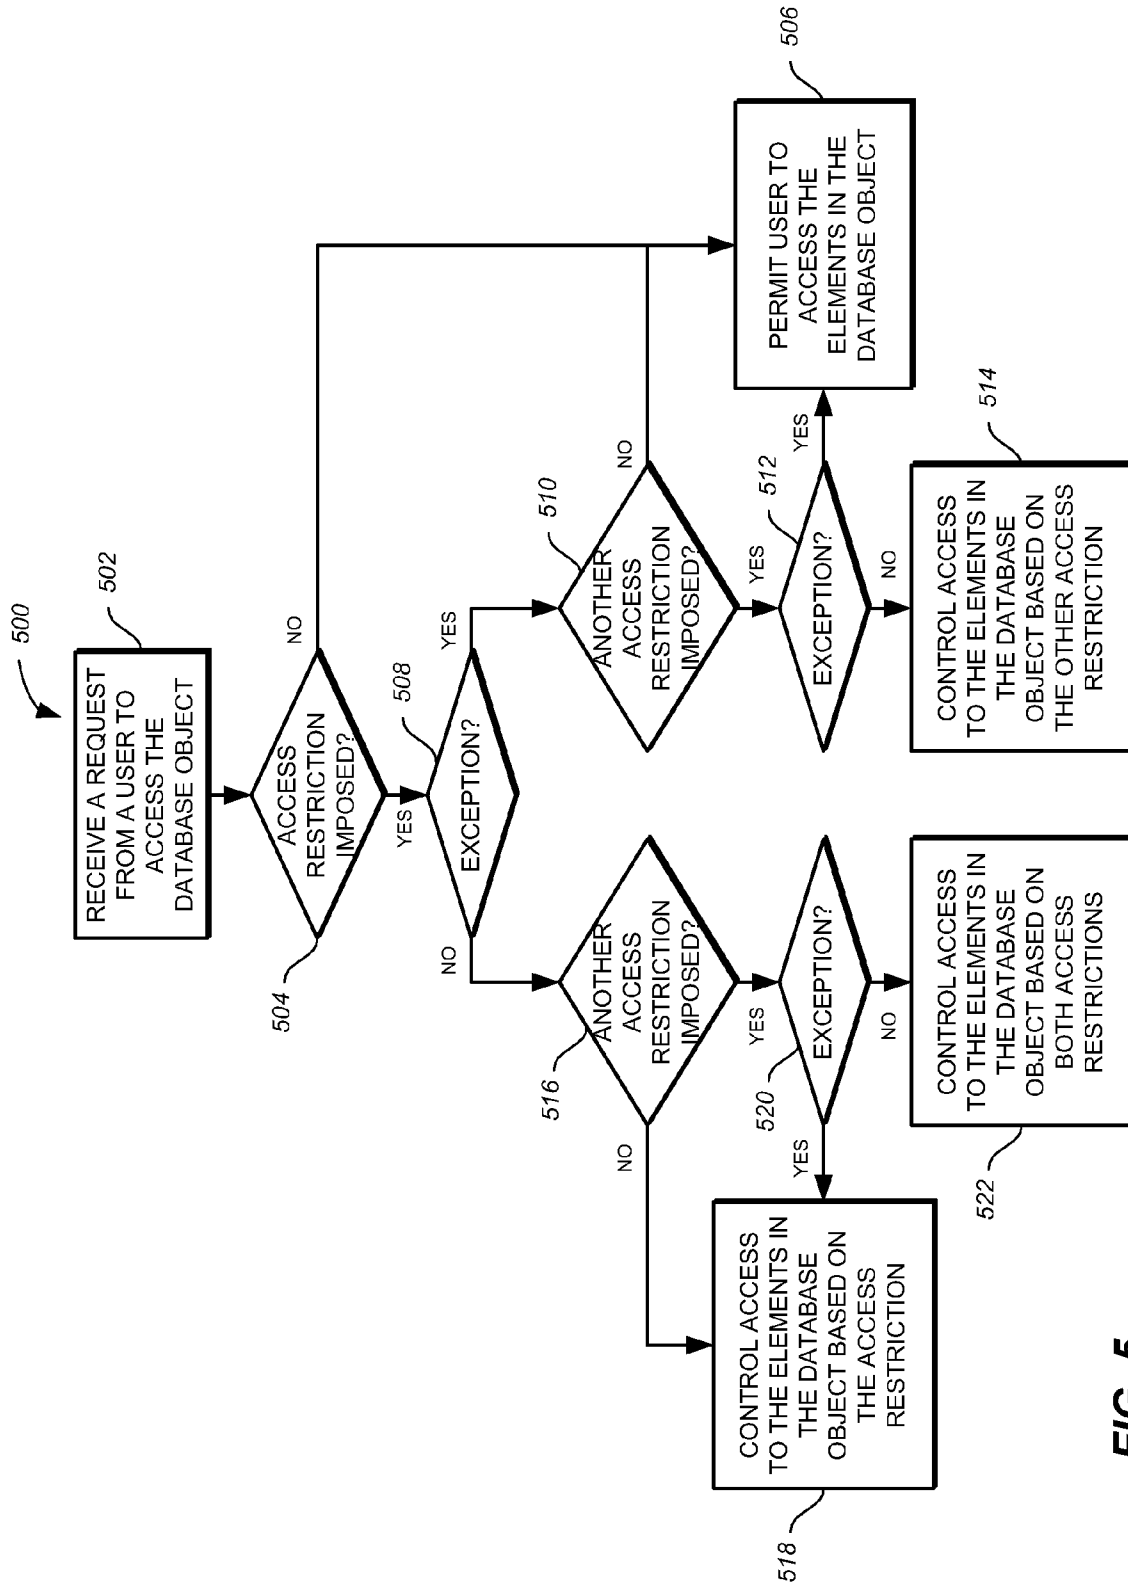 500
502
RECEIVE A REQUEST
FROM A USER TO
ACCESS THE
DATABASE OBJECT
504
ACCESS
RESTRICTION
IMPOSED?
NO
YES
508
EXCEPTION?
NO
YES
516
ANOTHER
ACCESS
RESTRICTION
IMPOSED?
NO
YES
510
ANOTHER
ACCESS
RESTRICTION
IMPOSED?
NO
YES
520
EXCEPTION?
YES
NO
512
EXCEPTION?
YES
NO
506
PERMIT USER TO
ACCESS THE
ELEMENTS IN THE
DATABASE OBJECT
518
CONTROL ACCESS
TO THE ELEMENTS IN
THE DATABASE
OBJECT BASED ON
THE ACCESS
RESTRICTION
522
CONTROL ACCESS
TO THE ELEMENTS IN
THE DATABASE
OBJECT BASED ON
BOTH ACCESS
RESTRICTIONS
514
CONTROL ACCESS
TO THE ELEMENTS IN
THE DATABASE
OBJECT BASED ON
THE OTHER ACCESS
RESTRICTION
FIG. 5